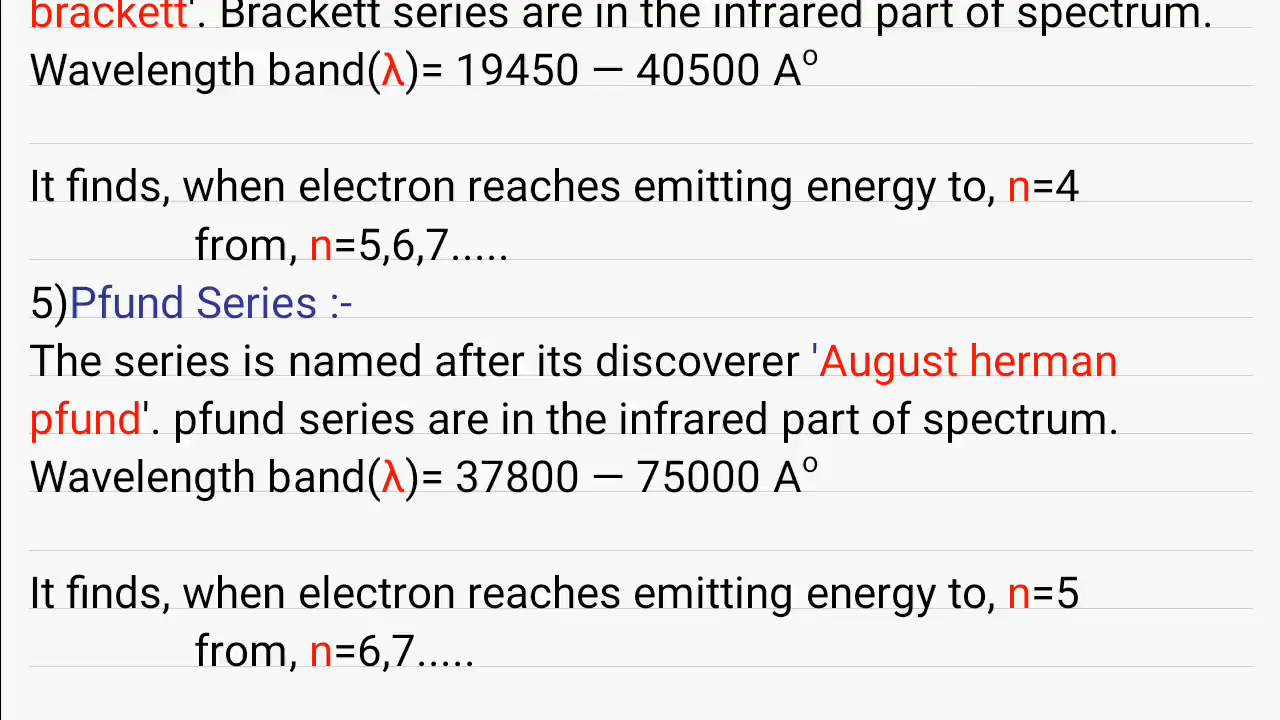 brackett'. Brackett series are in the infrared part of spectrum.
Wavelength band(λ)= 19450 — 40500 Aº
It finds, when electron reaches emitting energy to, n=4
from, n=5,6,7.....
5)Pfund Series :-
The series is named after its discoverer 'August herman
pfund'. pfund series are in the infrared part of spectrum.
Wavelength band(λ)= 37800 — 75000 Aº
It finds, when electron reaches emitting energy to, n=5
from, n=6,7.....